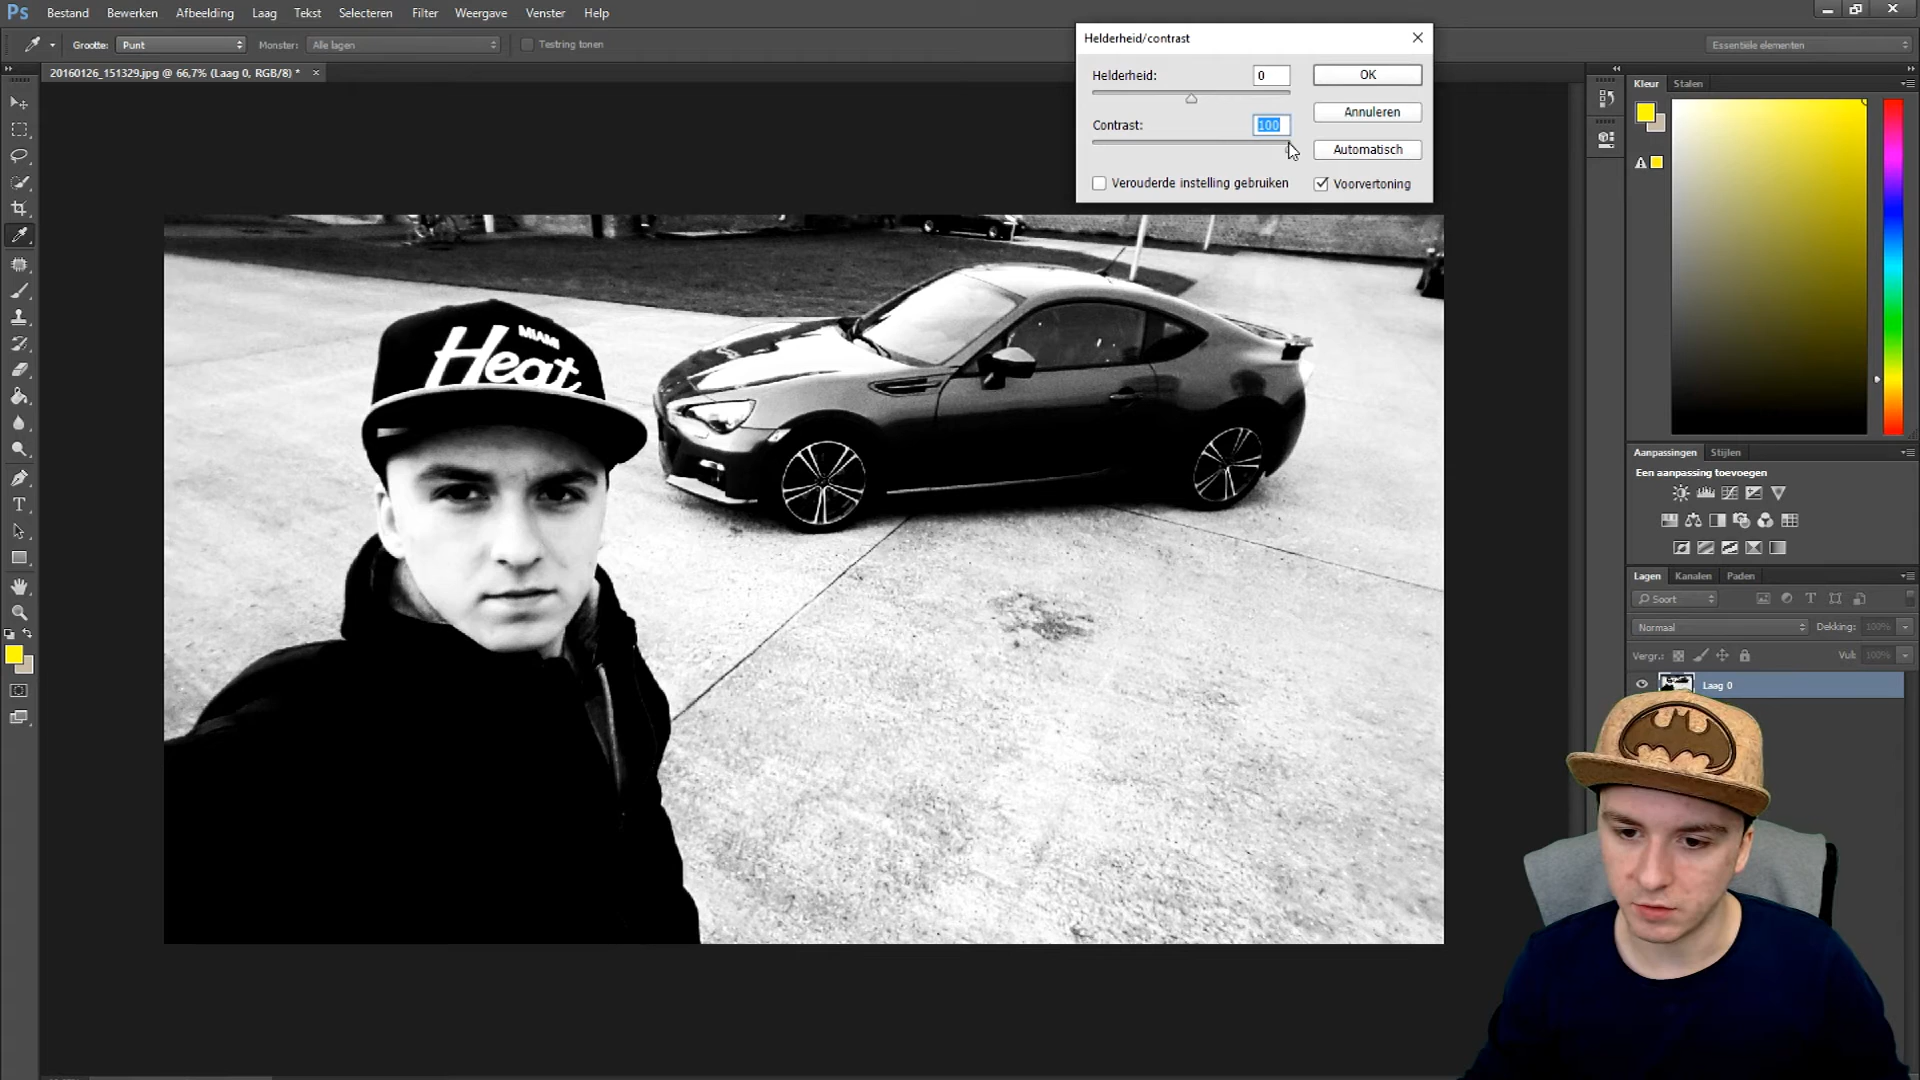 Ps Bestand Bewerken Afbeelding Laag Tekst Selecteren Filter Weergave Venster Help
Grootte: Punt Monster: Alle lagen Testring tonen Essentiële elementen
20160126_151329.jpg @ 66,7% (Laag 0, RGB/8) * ×
Helderheid/contrast
Helderheid: 0 OK
Annuleren
Contrast: 100
Automatisch
Verouderde instelling gebruiken Voorvertoning
Kleur Stalen
MIAMI
Heat
Aanpassingen Stijlen
Een aanpassing toevoegen
Lagen Kanalen Paden
Soort
Normaal Dekking: 100%
Vergr.: Vul: 100%
Laag 0